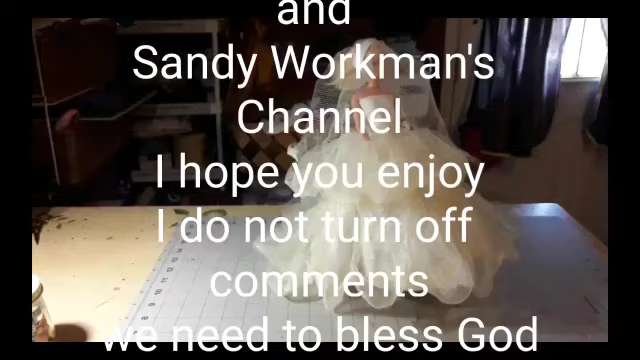 and
Sandy Workman's
Channel
I hope you enjoy
I do not turn off
comments
we need to bless God